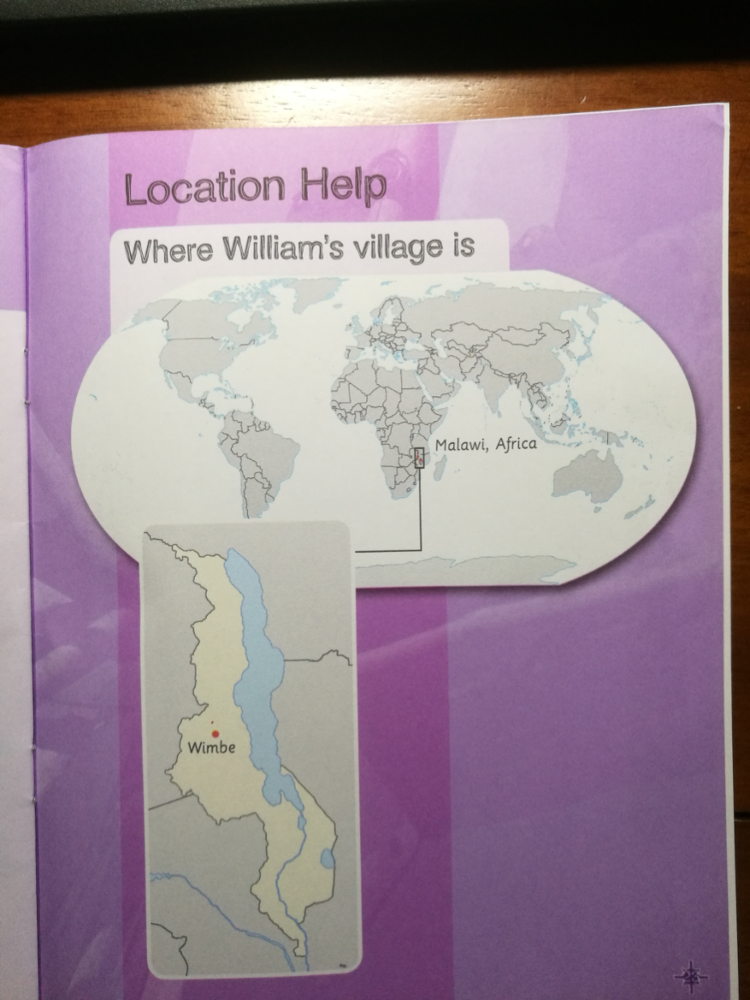 Location Help
Where William's village is
Malawi, Africa
Wimbe